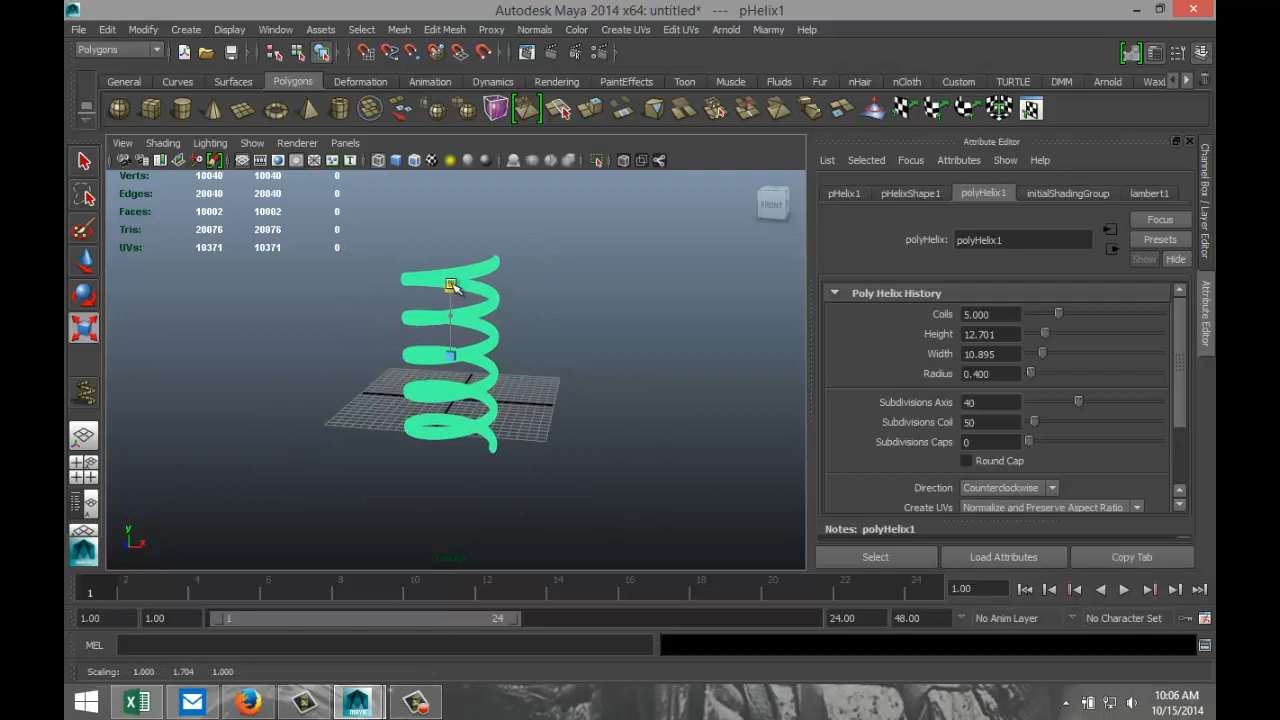 Autodesk Maya 2014 x64: untitled* --- pHelix1
File Edit Modify Create Display Window Assets Select Mesh Edit Mesh Proxy Normals Color Create UVs Edit UVs Arnold Miarmy Help
Polygons
General Curves Surfaces Polygons Deformation Animation Dynamics Rendering PaintEffects Toon Muscle Fluids Fur nHair nCloth Custom TURTLE DMM Arnold Waxl
View Shading Lighting Show Renderer Panels
Verts: 10040 10040 0
Edges: 20040 20040 0
Faces: 10002 10002 0
Tris: 20076 20076 0
UVs: 10371 10371 0
FRONT
y
x
Attribute Editor
List Selected Focus Attributes Show Help
pHelix1 pHelixShape1 polyHelix1 initialShadingGroup lambert1
polyHelix: polyHelix1
Focus
Presets
Show Hide
Poly Helix History
Coils 5.000
Height 12.701
Width 10.895
Radius 0.400
Subdivisions Axis 40
Subdivisions Coil 50
Subdivisions Caps 0
Round Cap
Direction Counterclockwise
Create UVs Normalize and Preserve Aspect Ratio
Notes: polyHelix1
Select Load Attributes Copy Tab
Channel Box / Layer Editor
Attribute Editor
2 4 6 8 10 12 14 16 18 20 22 24
1
1.00
1.00 1.00 1 24 24.00 48.00 No Anim Layer No Character Set
MEL
Scaling: 1.000 1.704 1.000
10:06 AM
10/15/2014